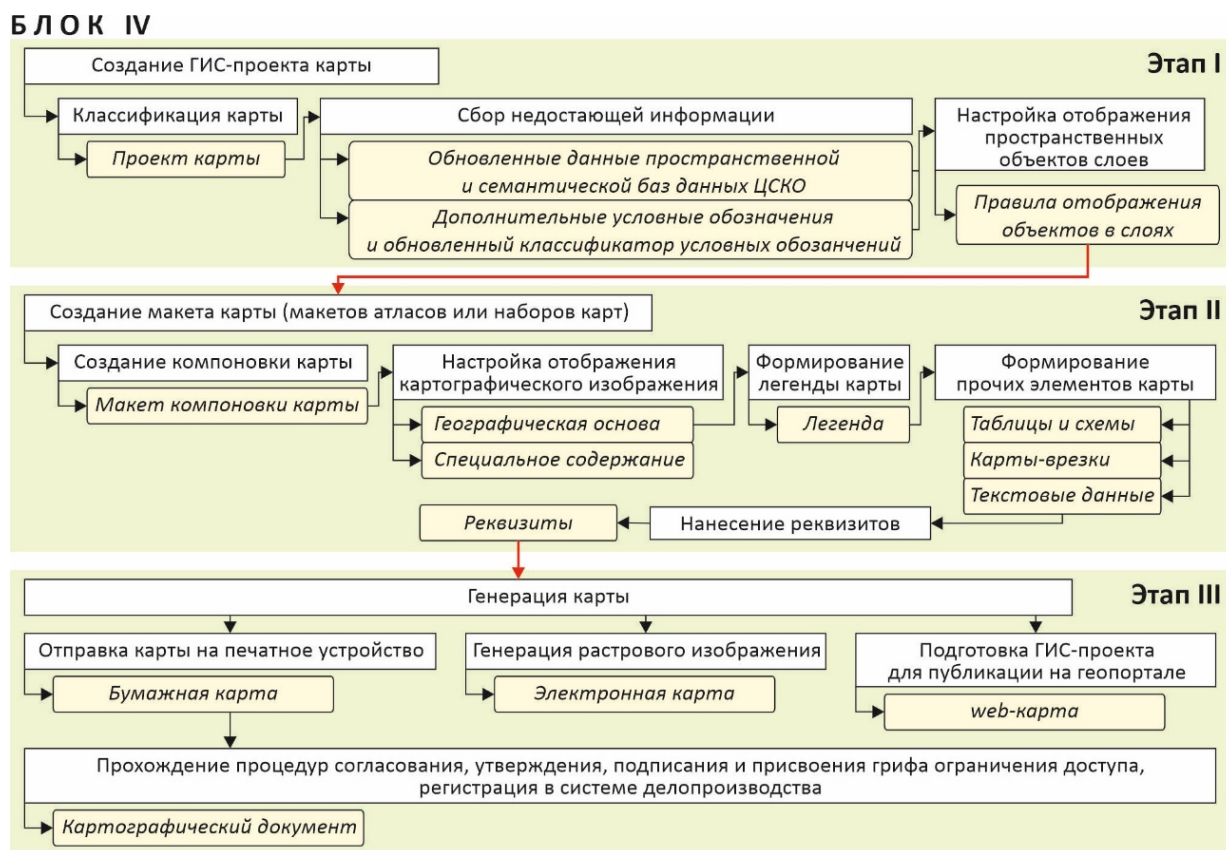 БЛОК IV
Этап I
Создание ГИС-проекта карты
Классификация карты
Проект карты
Сбор недостающей информации
Обновленные данные пространственной
и семантической баз данных ЦСКО
Дополнительные условные обозначения
и обновленный классификатор условных обозанчений
Настройка отображения
пространственных
объектов слоев
Правила отображения
объектов в слоях
Этап II
Создание макета карты (макетов атласов или наборов карт)
Создание компоновки карты
Макет компоновки карты
Настройка отображения
картографического изображения
Географическая основа
Специальное содержание
Формирование
легенды карты
Легенда
Формирование
прочих элементов карты
Таблицы и схемы
Карты-врезки
Текстовые данные
Нанесение реквизитов
Реквизиты
Этап III
Генерация карты
Отправка карты на печатное устройство
Бумажная карта
Генерация растрового изображения
Электронная карта
Подготовка ГИС-проекта
для публикации на геопортале
web-карта
Прохождение процедур согласования, утверждения, подписания и присвоения грифа ограничения доступа,
регистрация в системе делопроизводства
Картографический документ